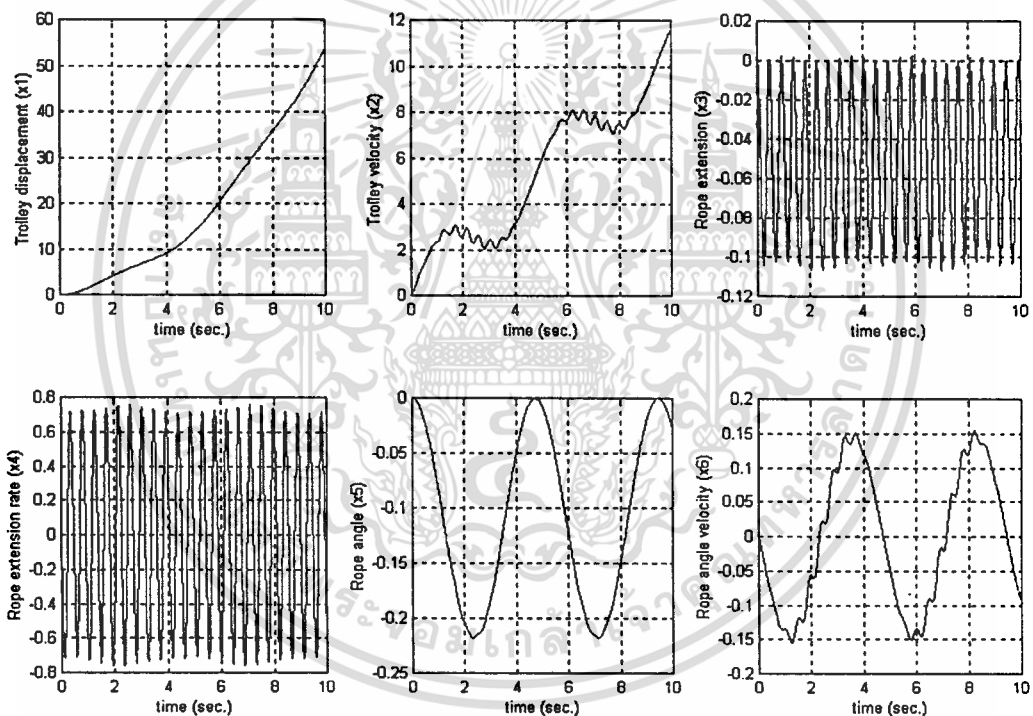 60
50
40
30
20
10
0
0 2 4 6 8 10
Trolley displacement (x1)
time (sec.)
12
10
8
6
4
2
0
0 2 4 6 8 10
Trolley velocity (x2)
time (sec.)
0.02
0
-0.02
-0.04
-0.06
-0.08
-0.1
-0.12
0 2 4 6 8 10
Rope extension (x3)
time (sec.)
0.8
0.6
0.4
0.2
0
-0.2
-0.4
-0.6
-0.8
0 2 4 6 8 10
Rope extension rate (x4)
time (sec.)
0
-0.05
-0.1
-0.15
-0.2
-0.25
0 2 4 6 8 10
Rope angle (x5)
time (sec.)
0.2
0.15
0.1
0.05
0
-0.05
-0.1
-0.15
-0.2
0 2 4 6 8 10
Rope angle velocity (x6)
time (sec.)